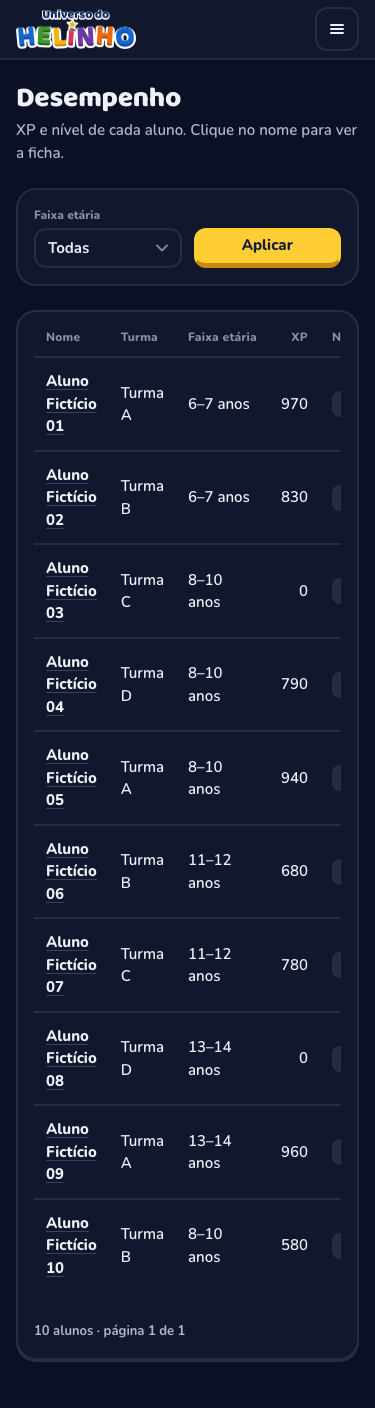 Universo do
HELINHO
Desempenho
XP e nível de cada aluno. Clique no nome para ver
a ficha.
Faixa etária
Todas
Aplicar
Nome Turma Faixa etária XP N
Aluno Fictício 01 Turma A 6–7 anos 970
Aluno Fictício 02 Turma B 6–7 anos 830
Aluno Fictício 03 Turma C 8–10 anos 0
Aluno Fictício 04 Turma D 8–10 anos 790
Aluno Fictício 05 Turma A 8–10 anos 940
Aluno Fictício 06 Turma B 11–12 anos 680
Aluno Fictício 07 Turma C 11–12 anos 780
Aluno Fictício 08 Turma D 13–14 anos 0
Aluno Fictício 09 Turma A 13–14 anos 960
Aluno Fictício 10 Turma B 8–10 anos 580
10 alunos · página 1 de 1